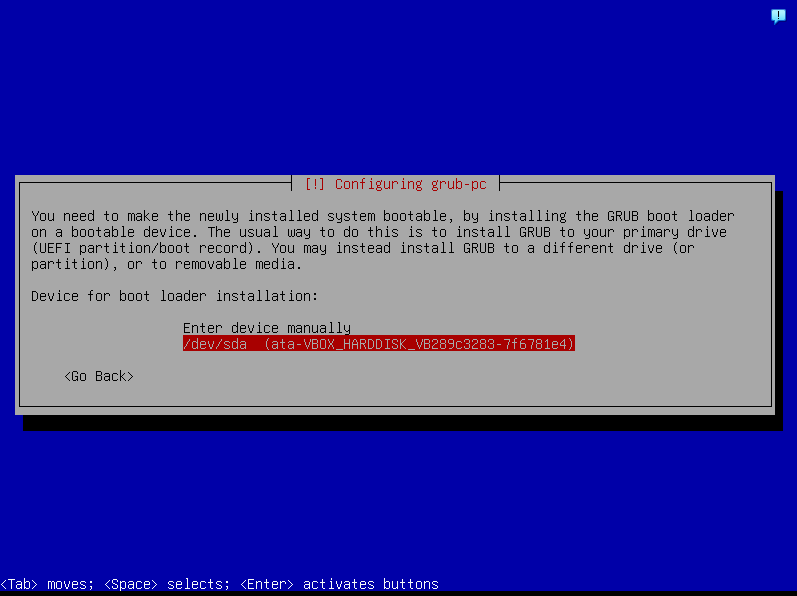 [!] Configuring grub-pc
You need to make the newly installed system bootable, by installing the GRUB boot loader
on a bootable device. The usual way to do this is to install GRUB to your primary drive
(UEFI partition/boot record). You may instead install GRUB to a different drive (or
partition), or to removable media.
Device for boot loader installation:
Enter device manually
/dev/sda  (ata-VBOX_HARDDISK_VB289c3283-7f6781e4)
<Go Back>
<Tab> moves; <Space> selects; <Enter> activates buttons